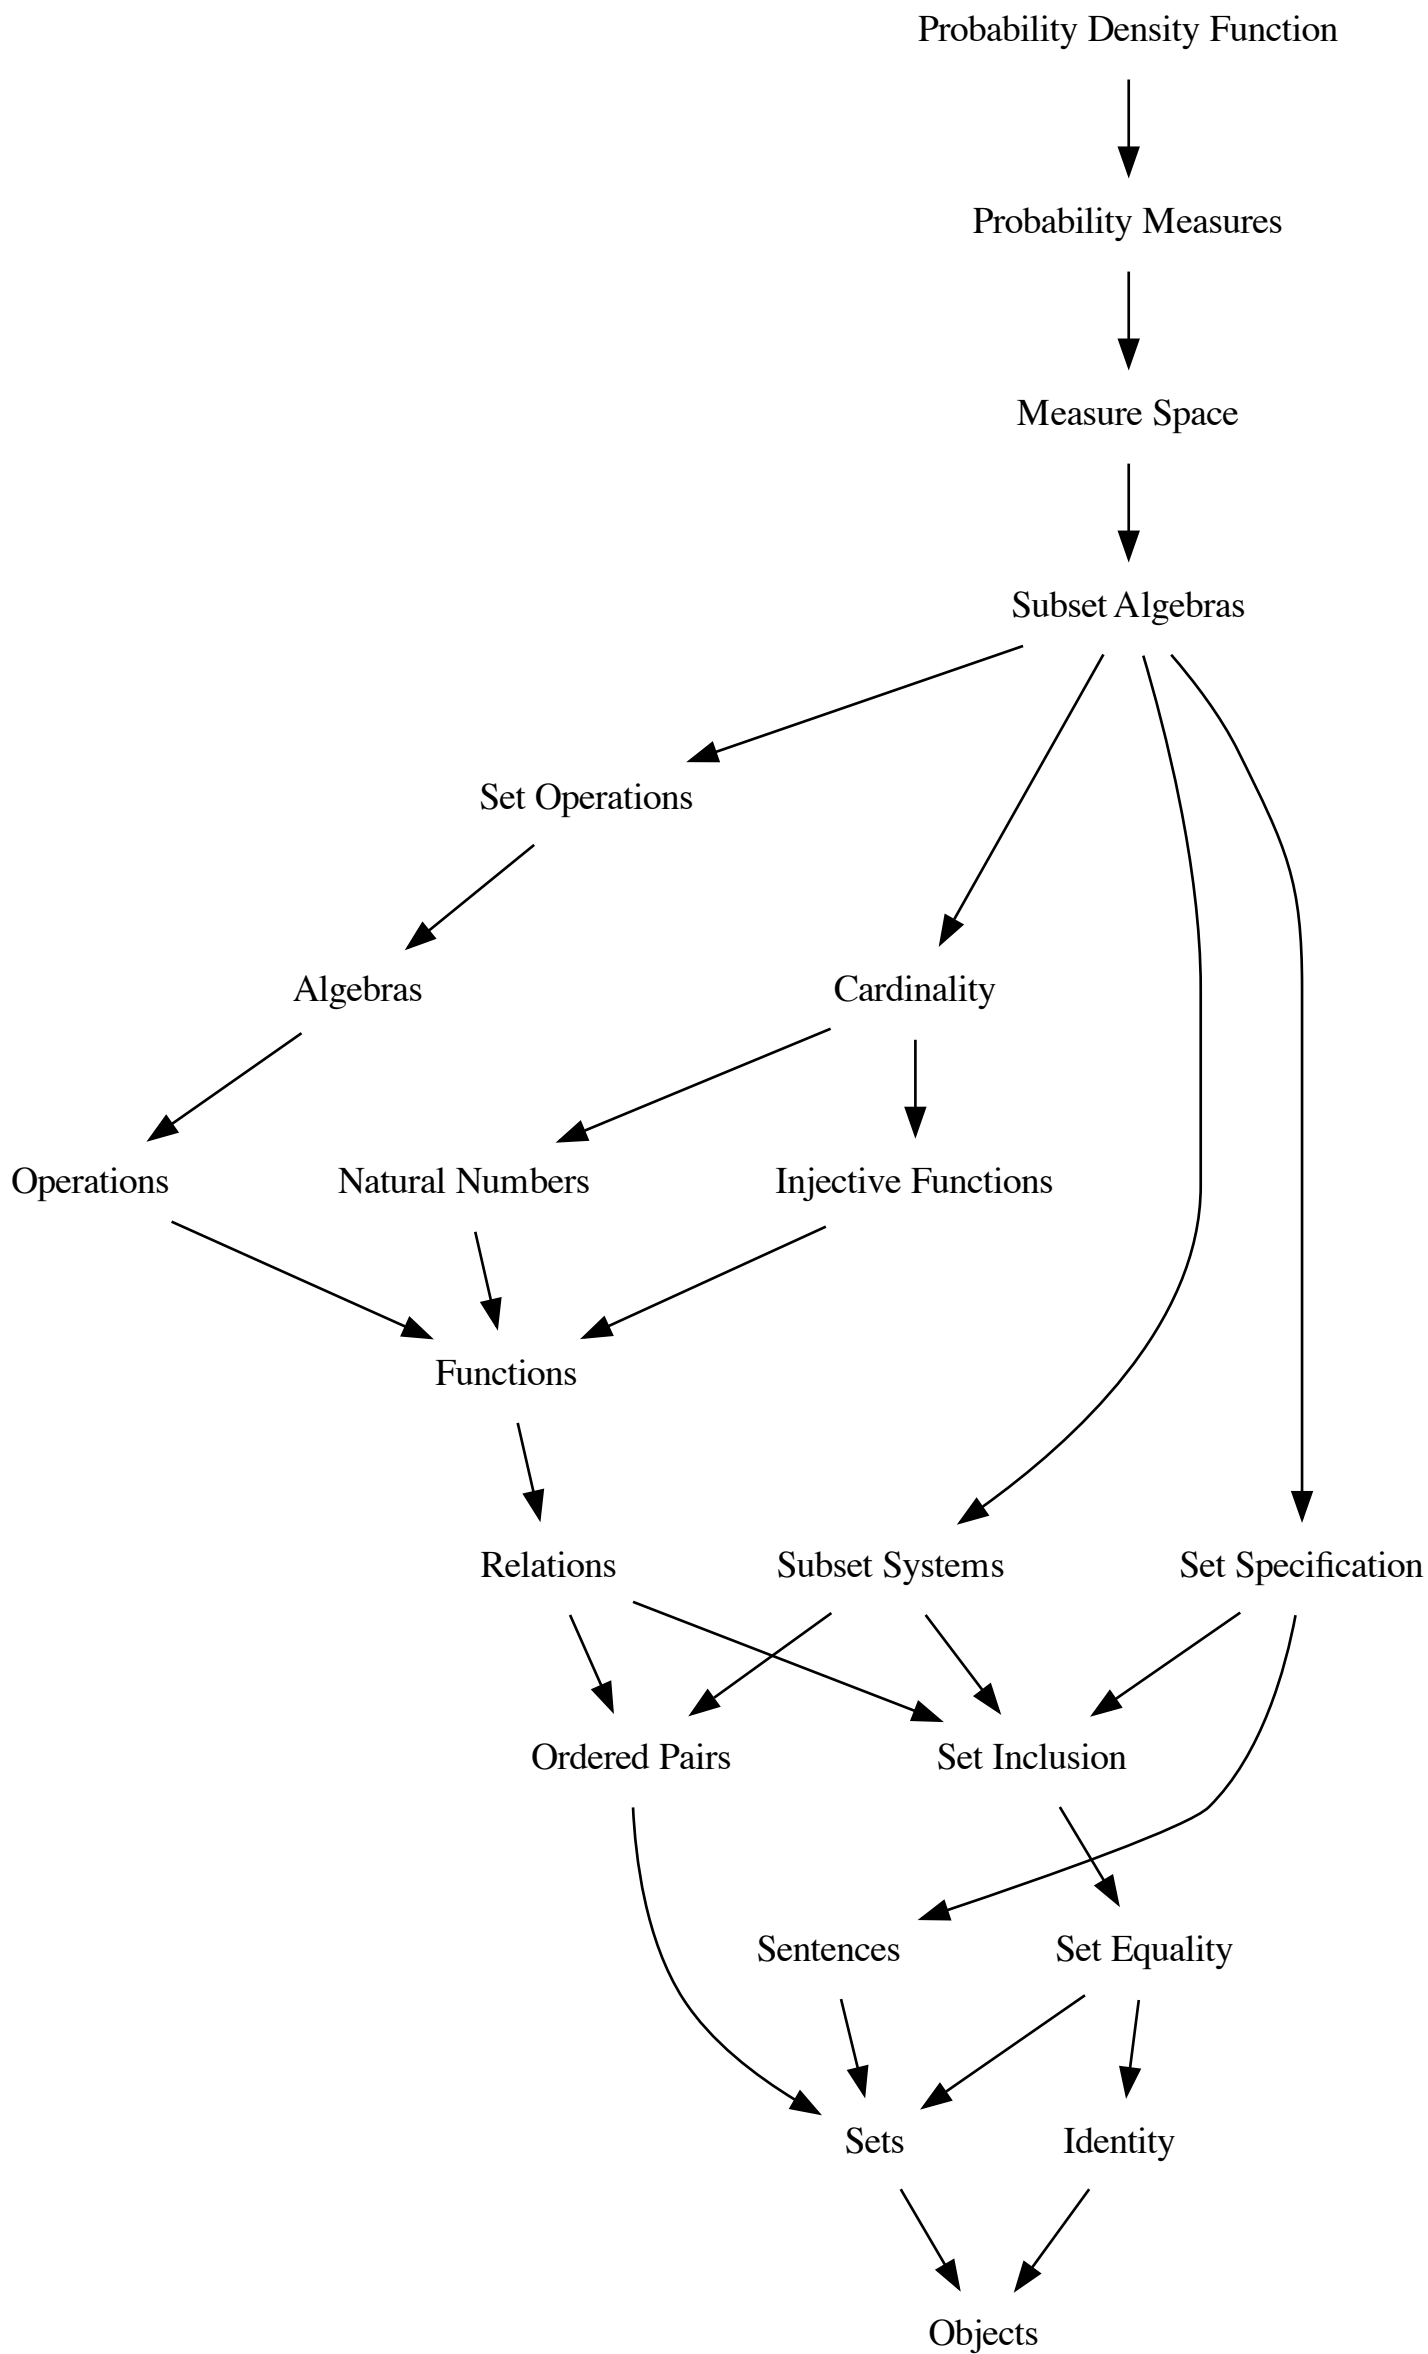 Probability Density Function
Probability Measures
Measure Space
Subset Algebras
Set Operations
Algebras
Cardinality
Operations
Natural Numbers
Injective Functions
Functions
Relations
Subset Systems
Set Specification
Ordered Pairs
Set Inclusion
Sentences
Set Equality
Sets
Identity
Objects